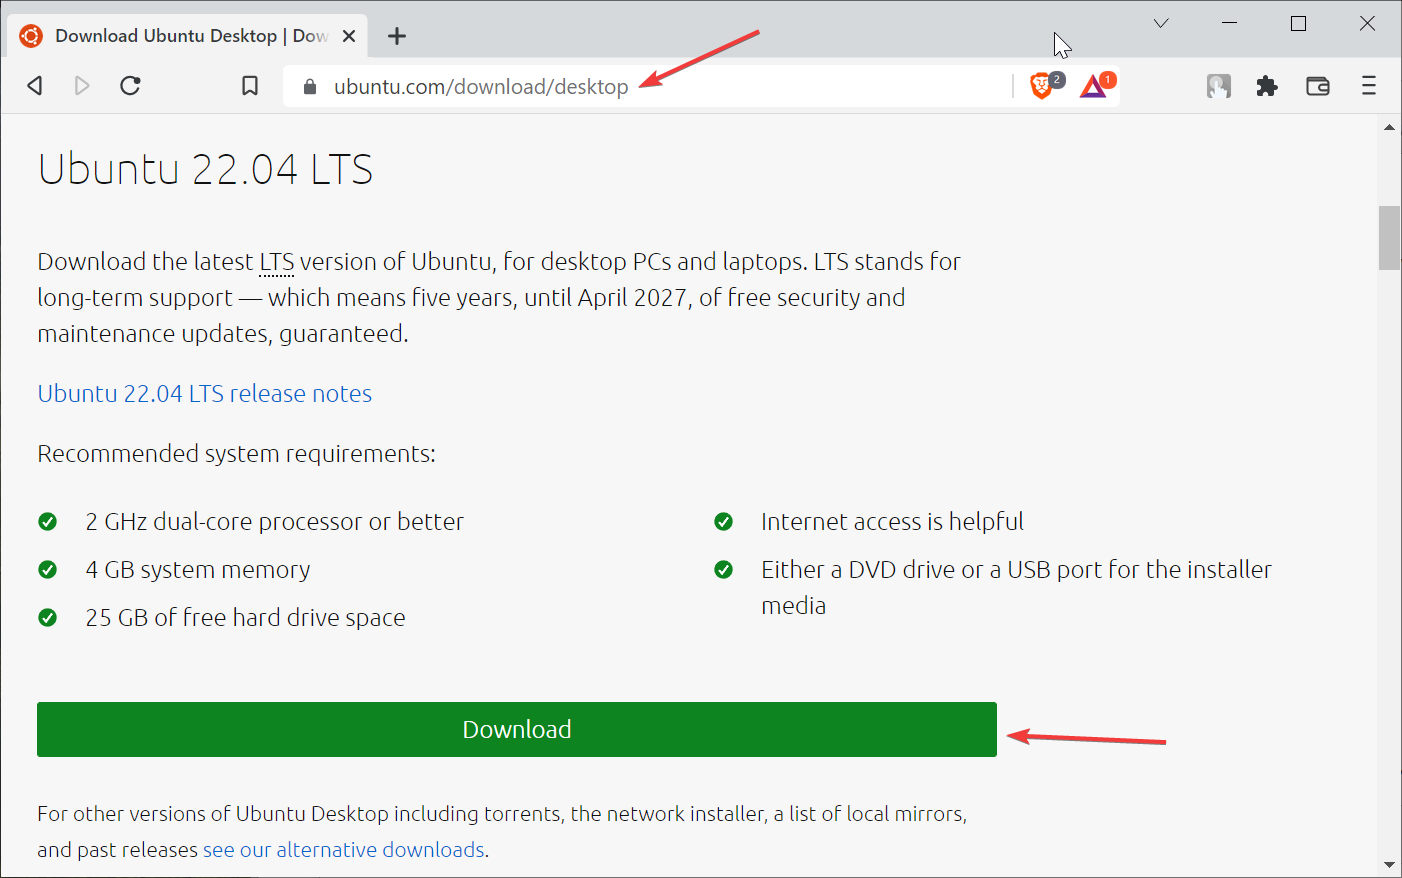 Download Ubuntu Desktop | Dow
ubuntu.com/download/desktop
2
1
Ubuntu 22.04 LTS
Download the latest LTS version of Ubuntu, for desktop PCs and laptops. LTS stands for
long-term support — which means five years, until April 2027, of free security and
maintenance updates, guaranteed.
Ubuntu 22.04 LTS release notes
Recommended system requirements:
2 GHz dual-core processor or better
4 GB system memory
25 GB of free hard drive space
Internet access is helpful
Either a DVD drive or a USB port for the installer
media
Download
For other versions of Ubuntu Desktop including torrents, the network installer, a list of local mirrors,
and past releases see our alternative downloads.